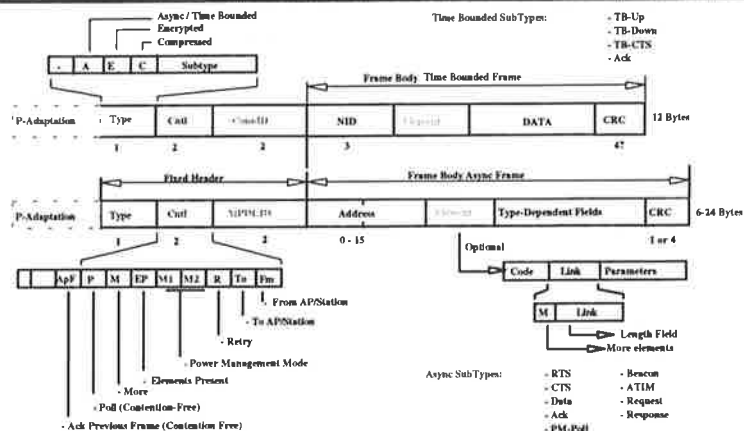 Async / Time Bounded
Encrypted
Compressed
- A E C Subtype
Time Bounded SubTypes:
- TB-Up
- TB-Down
- TB-CTS
- Ack
Frame Body Time Bounded Frame
P-Adaptation Type Cntl NID DATA CRC 12 Bytes
1 2 2 3 4?
Fixed Header Frame Body Async Frame
P-Adaptation Type Cntl Address Element Type-Dependent Fields CRC 6-24 Bytes
1 2 2 0 - 15 1 or 4
Optional
Code Link Parameters
ApF P M EP M1 M2 R To Fm
M Link
- From AP/Station
- To AP/Station
- Retry
- Power Management Mode
- Elements Present
- More
- Poll (Contention-Free)
- Ack Previous Frame (Contention Free)
Length Field
More elements
Async SubTypes:
- RTS
- CTS
- Data
- Ack
- PM-Poll
- Beacon
- ATIM
- Request
- Response